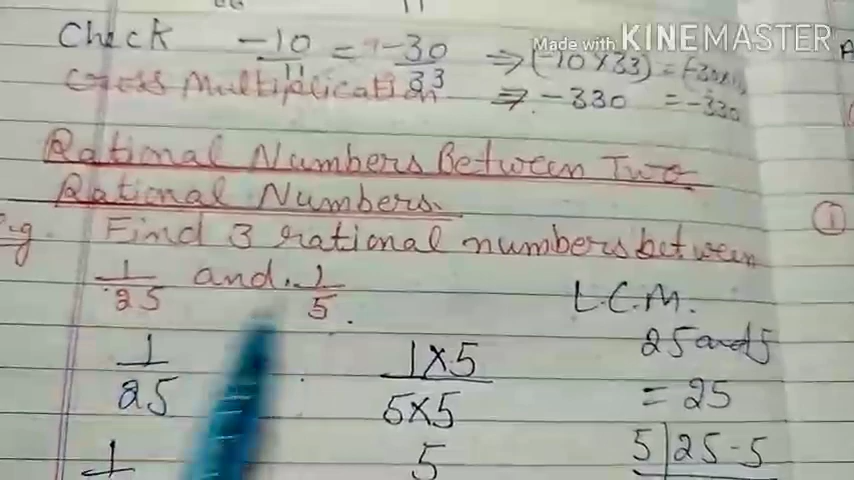 Check -10/11 = -30/33 ⇒ (-10×33) = (-30×11)
Made with KINEMASTER
Cross Multiplication ⇒ -330 = -330
Rational Numbers Between Two
Rational Numbers.
e.g. Find 3 rational numbers between
1/25 and 1/5.
L.C.M.
25 and 5
= 25
5|25-5
1/25
1×5/5×5
1
5
①
A